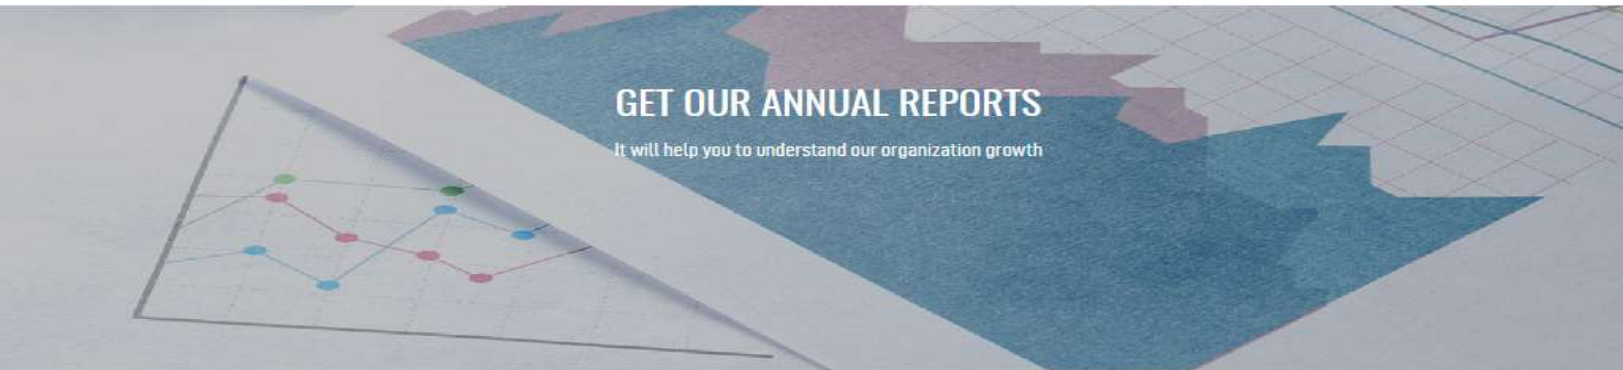 GET OUR ANNUAL REPORTS
It will help you to understand our organization growth